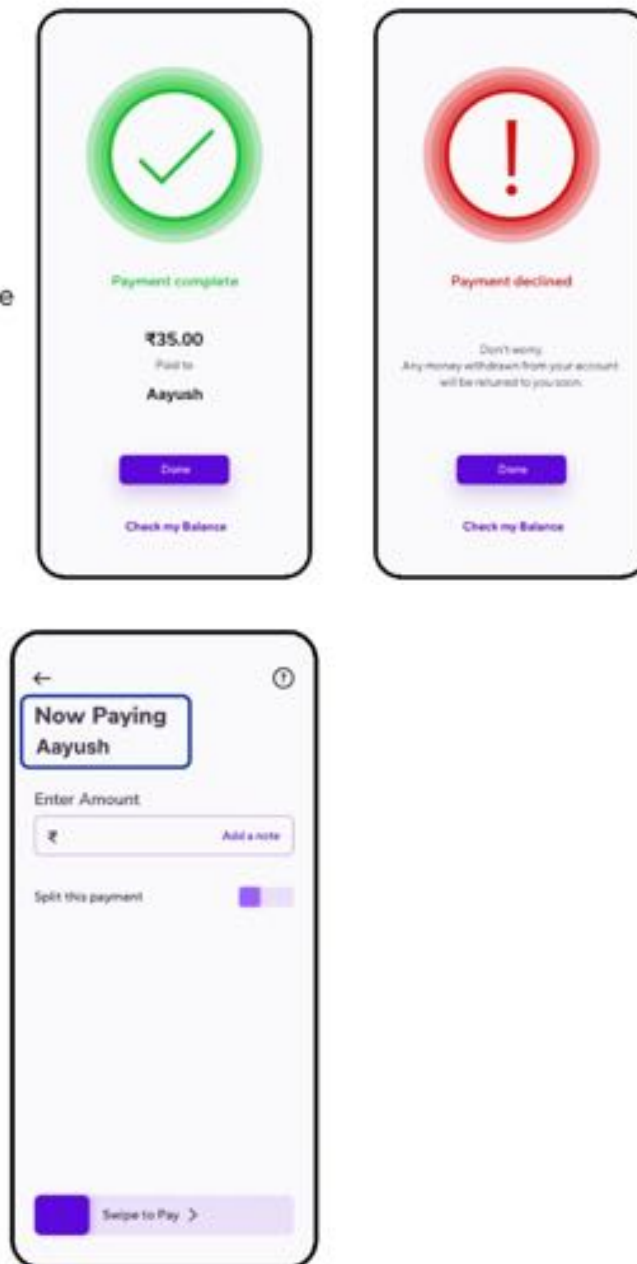 e
Payment complete
₹35.00
Paid to
Aayush
Done
Check my Balance
!
Payment declined
Don't worry.
Any money withdrawn from your account
will be returned to you soon.
Done
Check my Balance
←
Now Paying
Aayush
Enter Amount
₹ Add a note
Split this payment
Swipe to Pay >